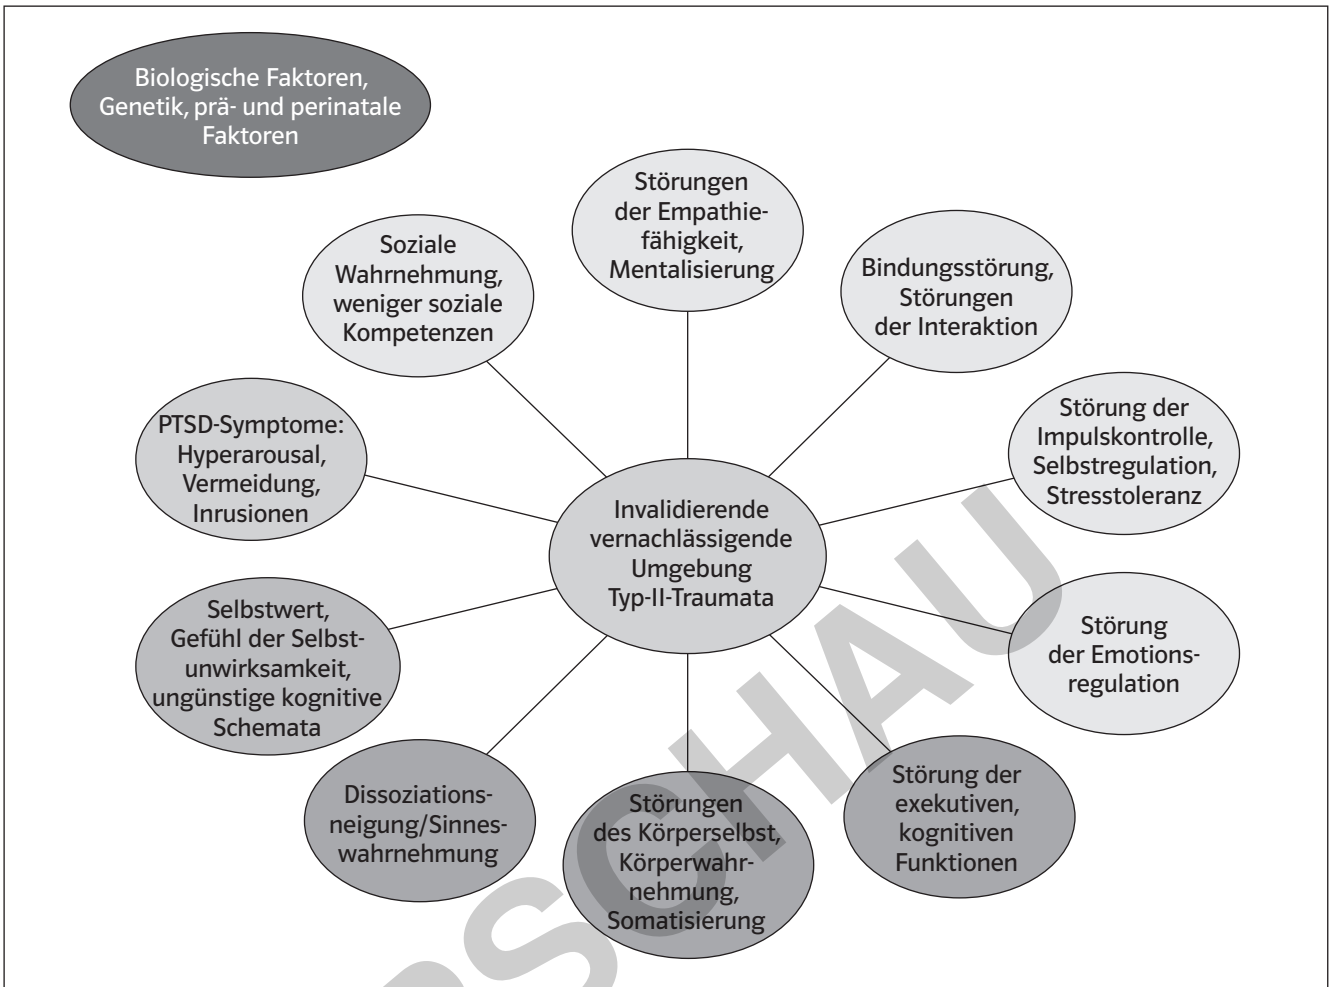 Biologische Faktoren,
Genetik, prä- und perinatale
Faktoren
Störungen
der Empathie-
fähigkeit,
Mentalisierung
Soziale
Wahrnehmung,
weniger soziale
Kompetenzen
Bindungsstörung,
Störungen
der Interaktion
PTSD-Symptome:
Hyperarousal,
Vermeidung,
Inrusionen
Störung der
Impulskontrolle,
Selbstregulation,
Stresstoleranz
Invalidierende
vernachlässigende
Umgebung
Typ-II-Traumata
Selbstwert,
Gefühl der Selbst-
unwirksamkeit,
ungünstige kognitive
Schemata
Störung
der Emotions-
regulation
Dissoziations-
neigung/Sinnes-
wahrnehmung
Störungen
des Körperselbst,
Körperwahr-
nehmung,
Somatisierung
Störung der
exekutiven,
kognitiven
Funktionen
RSCHAU